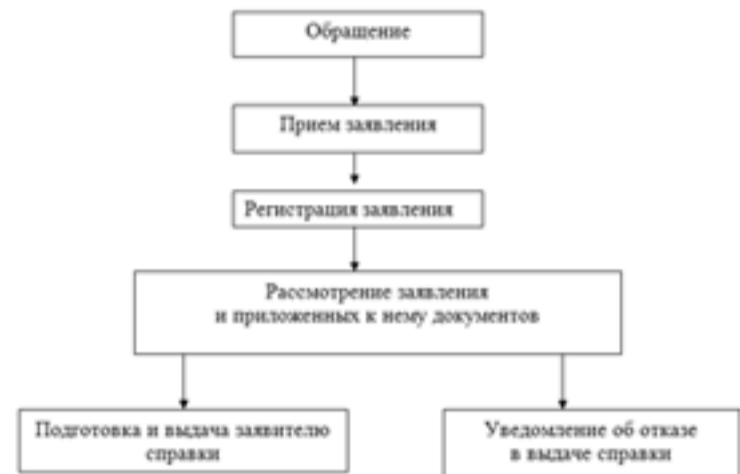 Обращение
Прием заявления
Регистрация заявления
Рассмотрение заявления
и приложенных к нему документов
Подготовка и выдача заявителю
справки
Уведомление об отказе
в выдаче справки